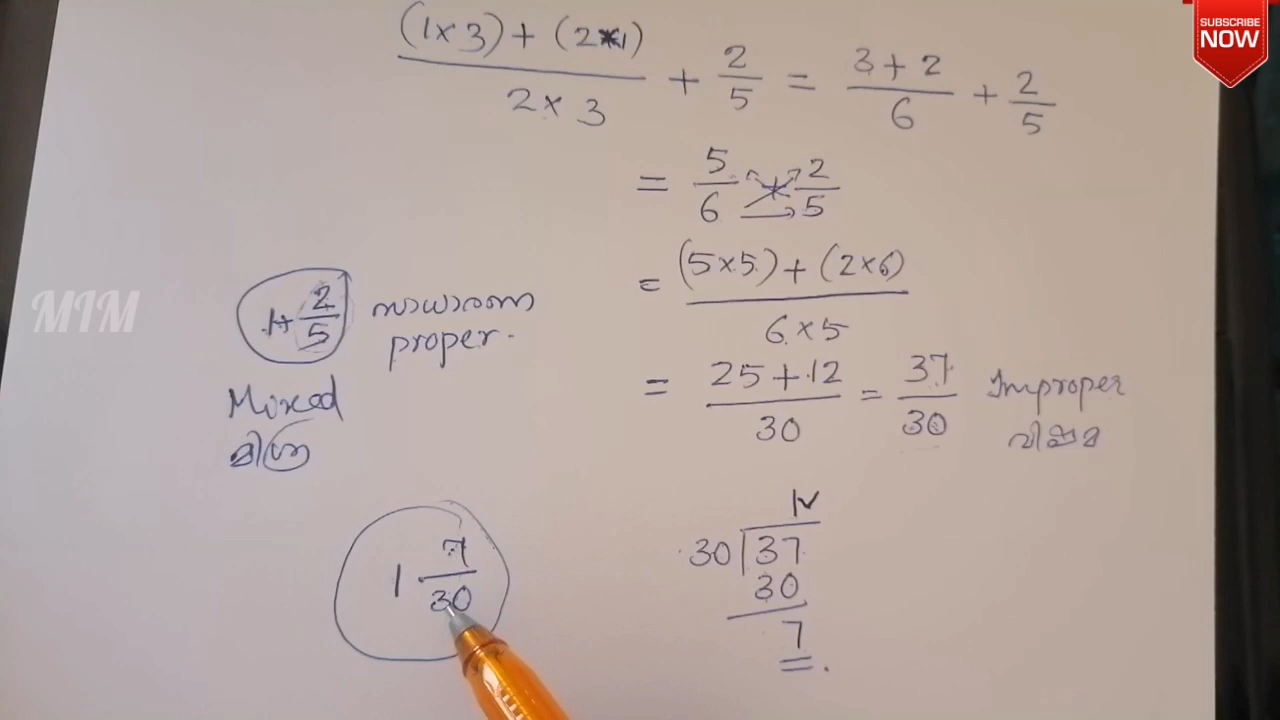 SUBSCRIBE
NOW
((1×3)+(2×1))/(2×3) + 2/5 = (3+2)/6 + 2/5
= 5/6 + 2/5
= ((5×5)+(2×6))/(6×5)
= (25+12)/30 = 37/30 Improper
വിഷമ
MIM
1+ 2/5 സാധാരണ
proper.
Mixed
മിശ്ര
1 7/30
1
30 37
30
7